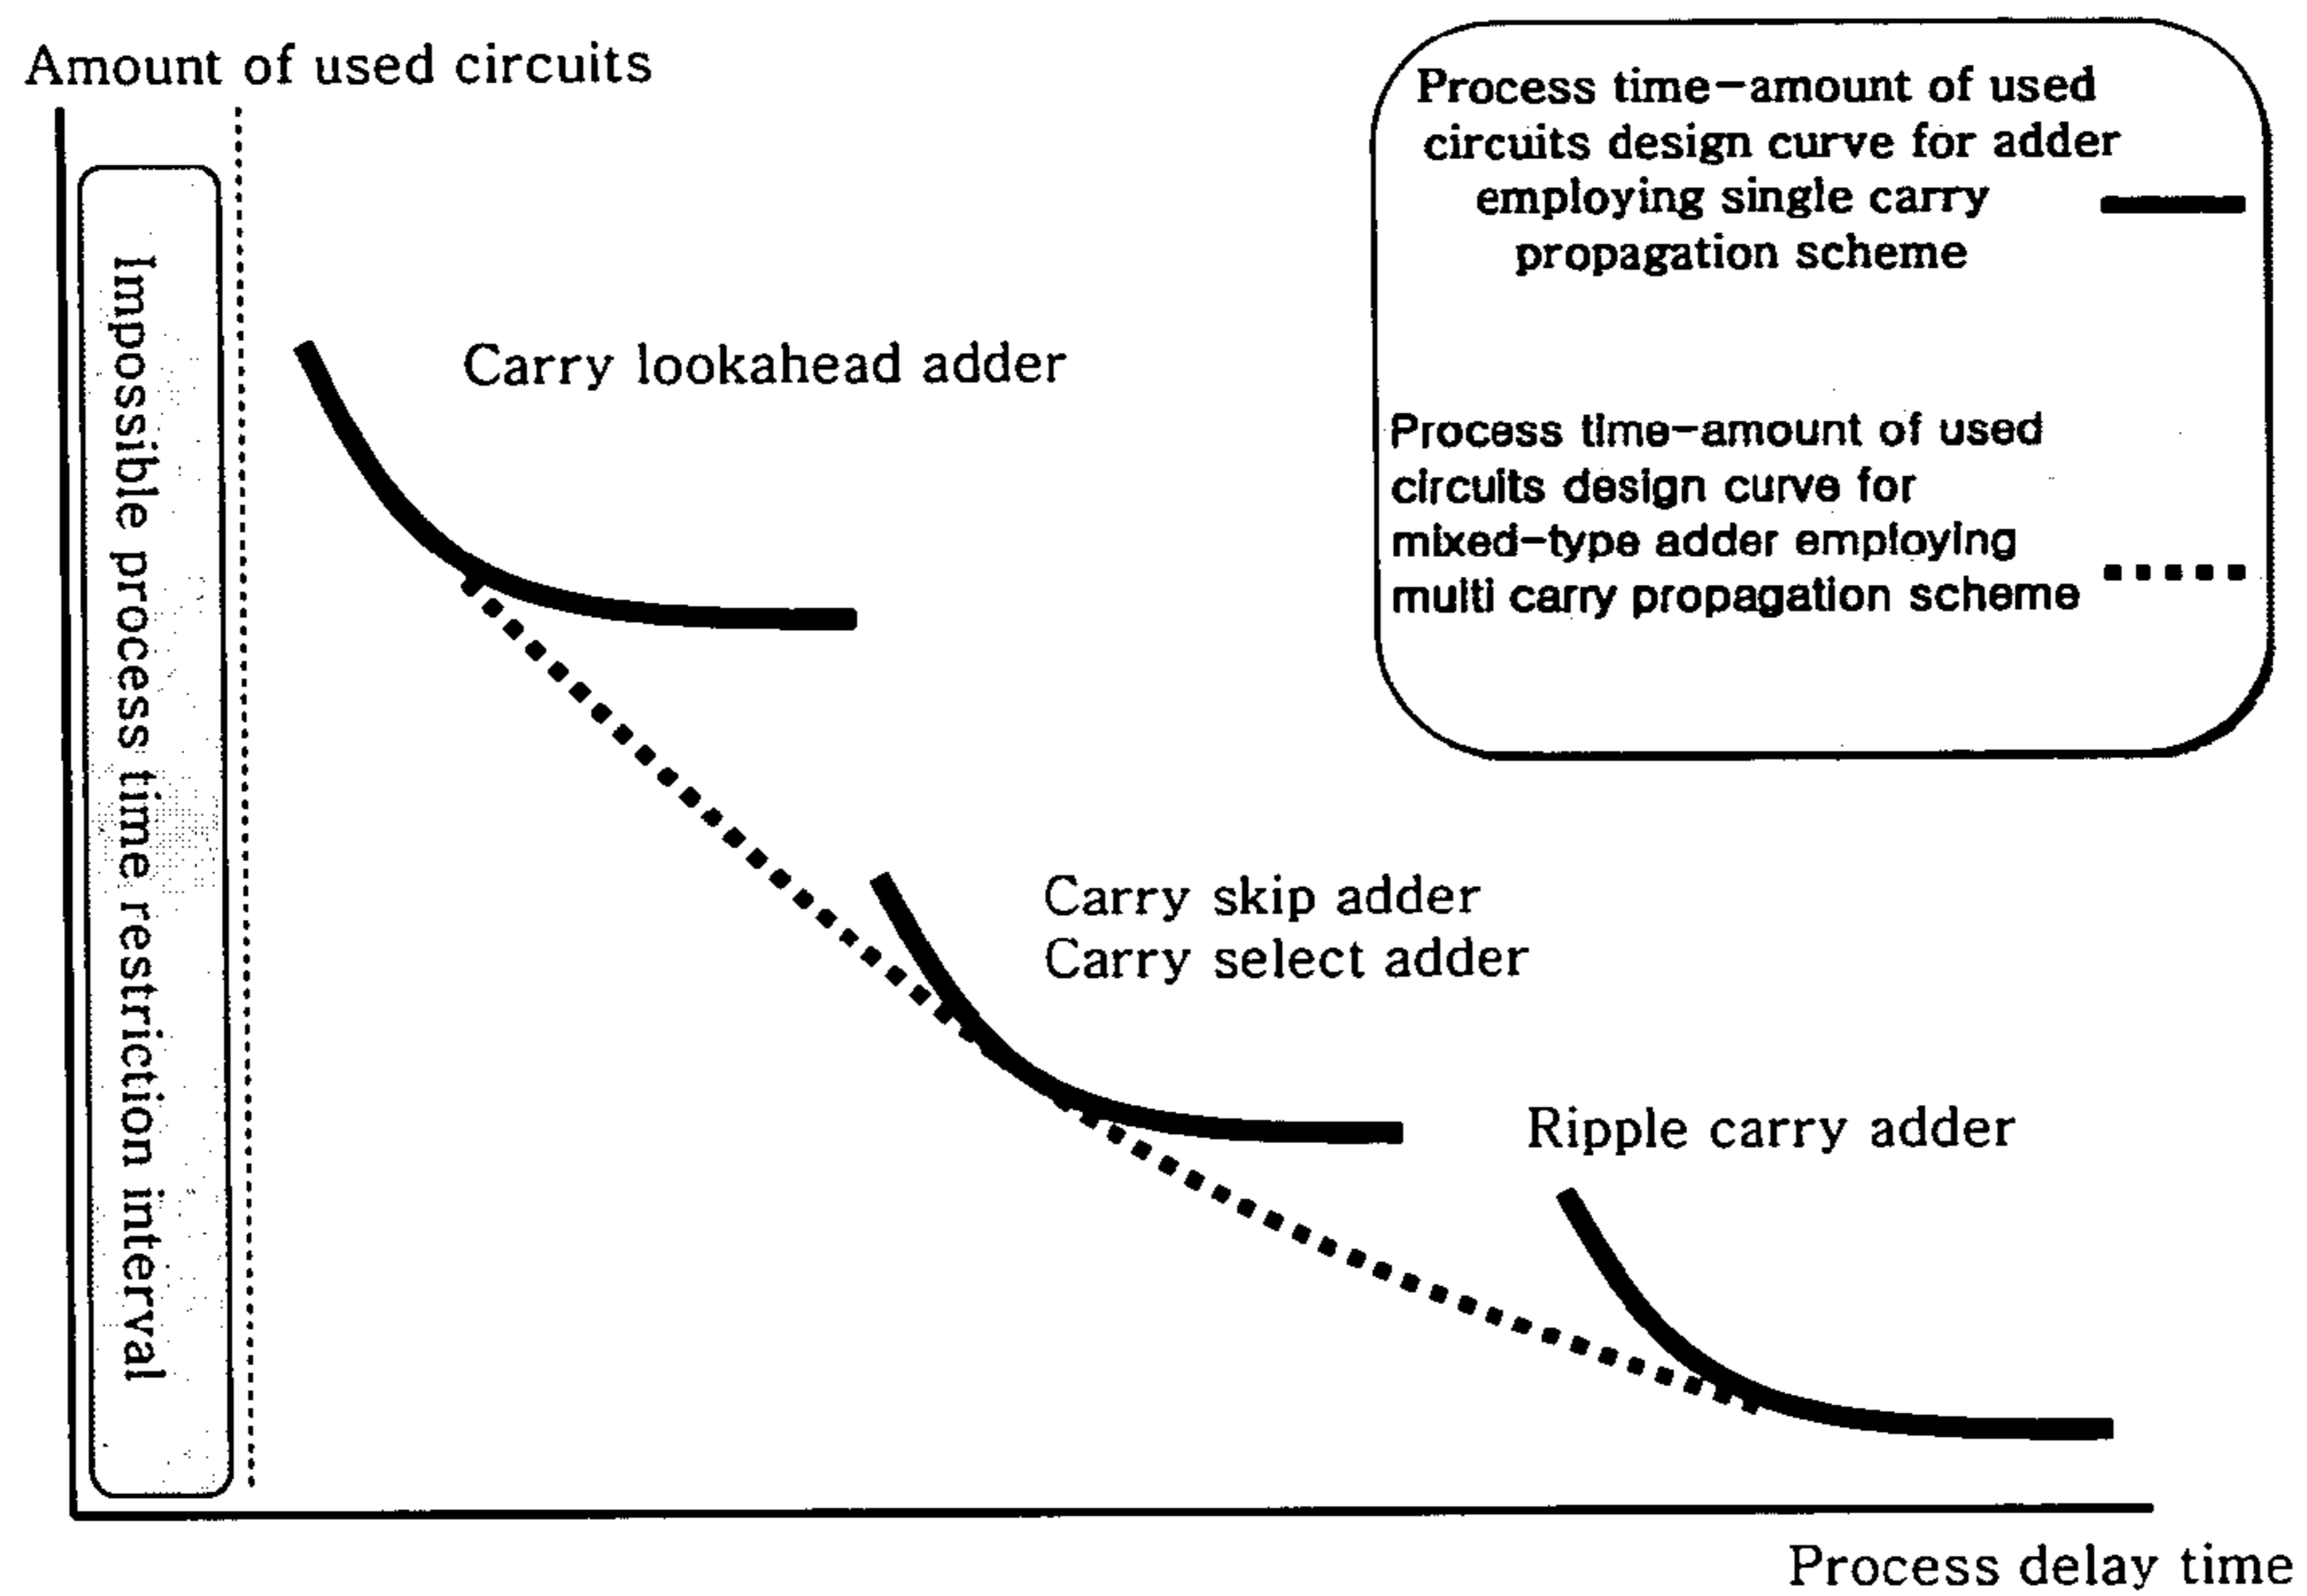 Amount of used circuits
Process time-amount of used
circuits design curve for adder
employing single carry
propagation scheme
Process time-amount of used
circuits design curve for
mixed-type adder employing
multi carry propagation scheme
Impossible process time restriction interval
Carry lookahead adder
Carry skip adder
Carry select adder
Ripple carry adder
Process delay time